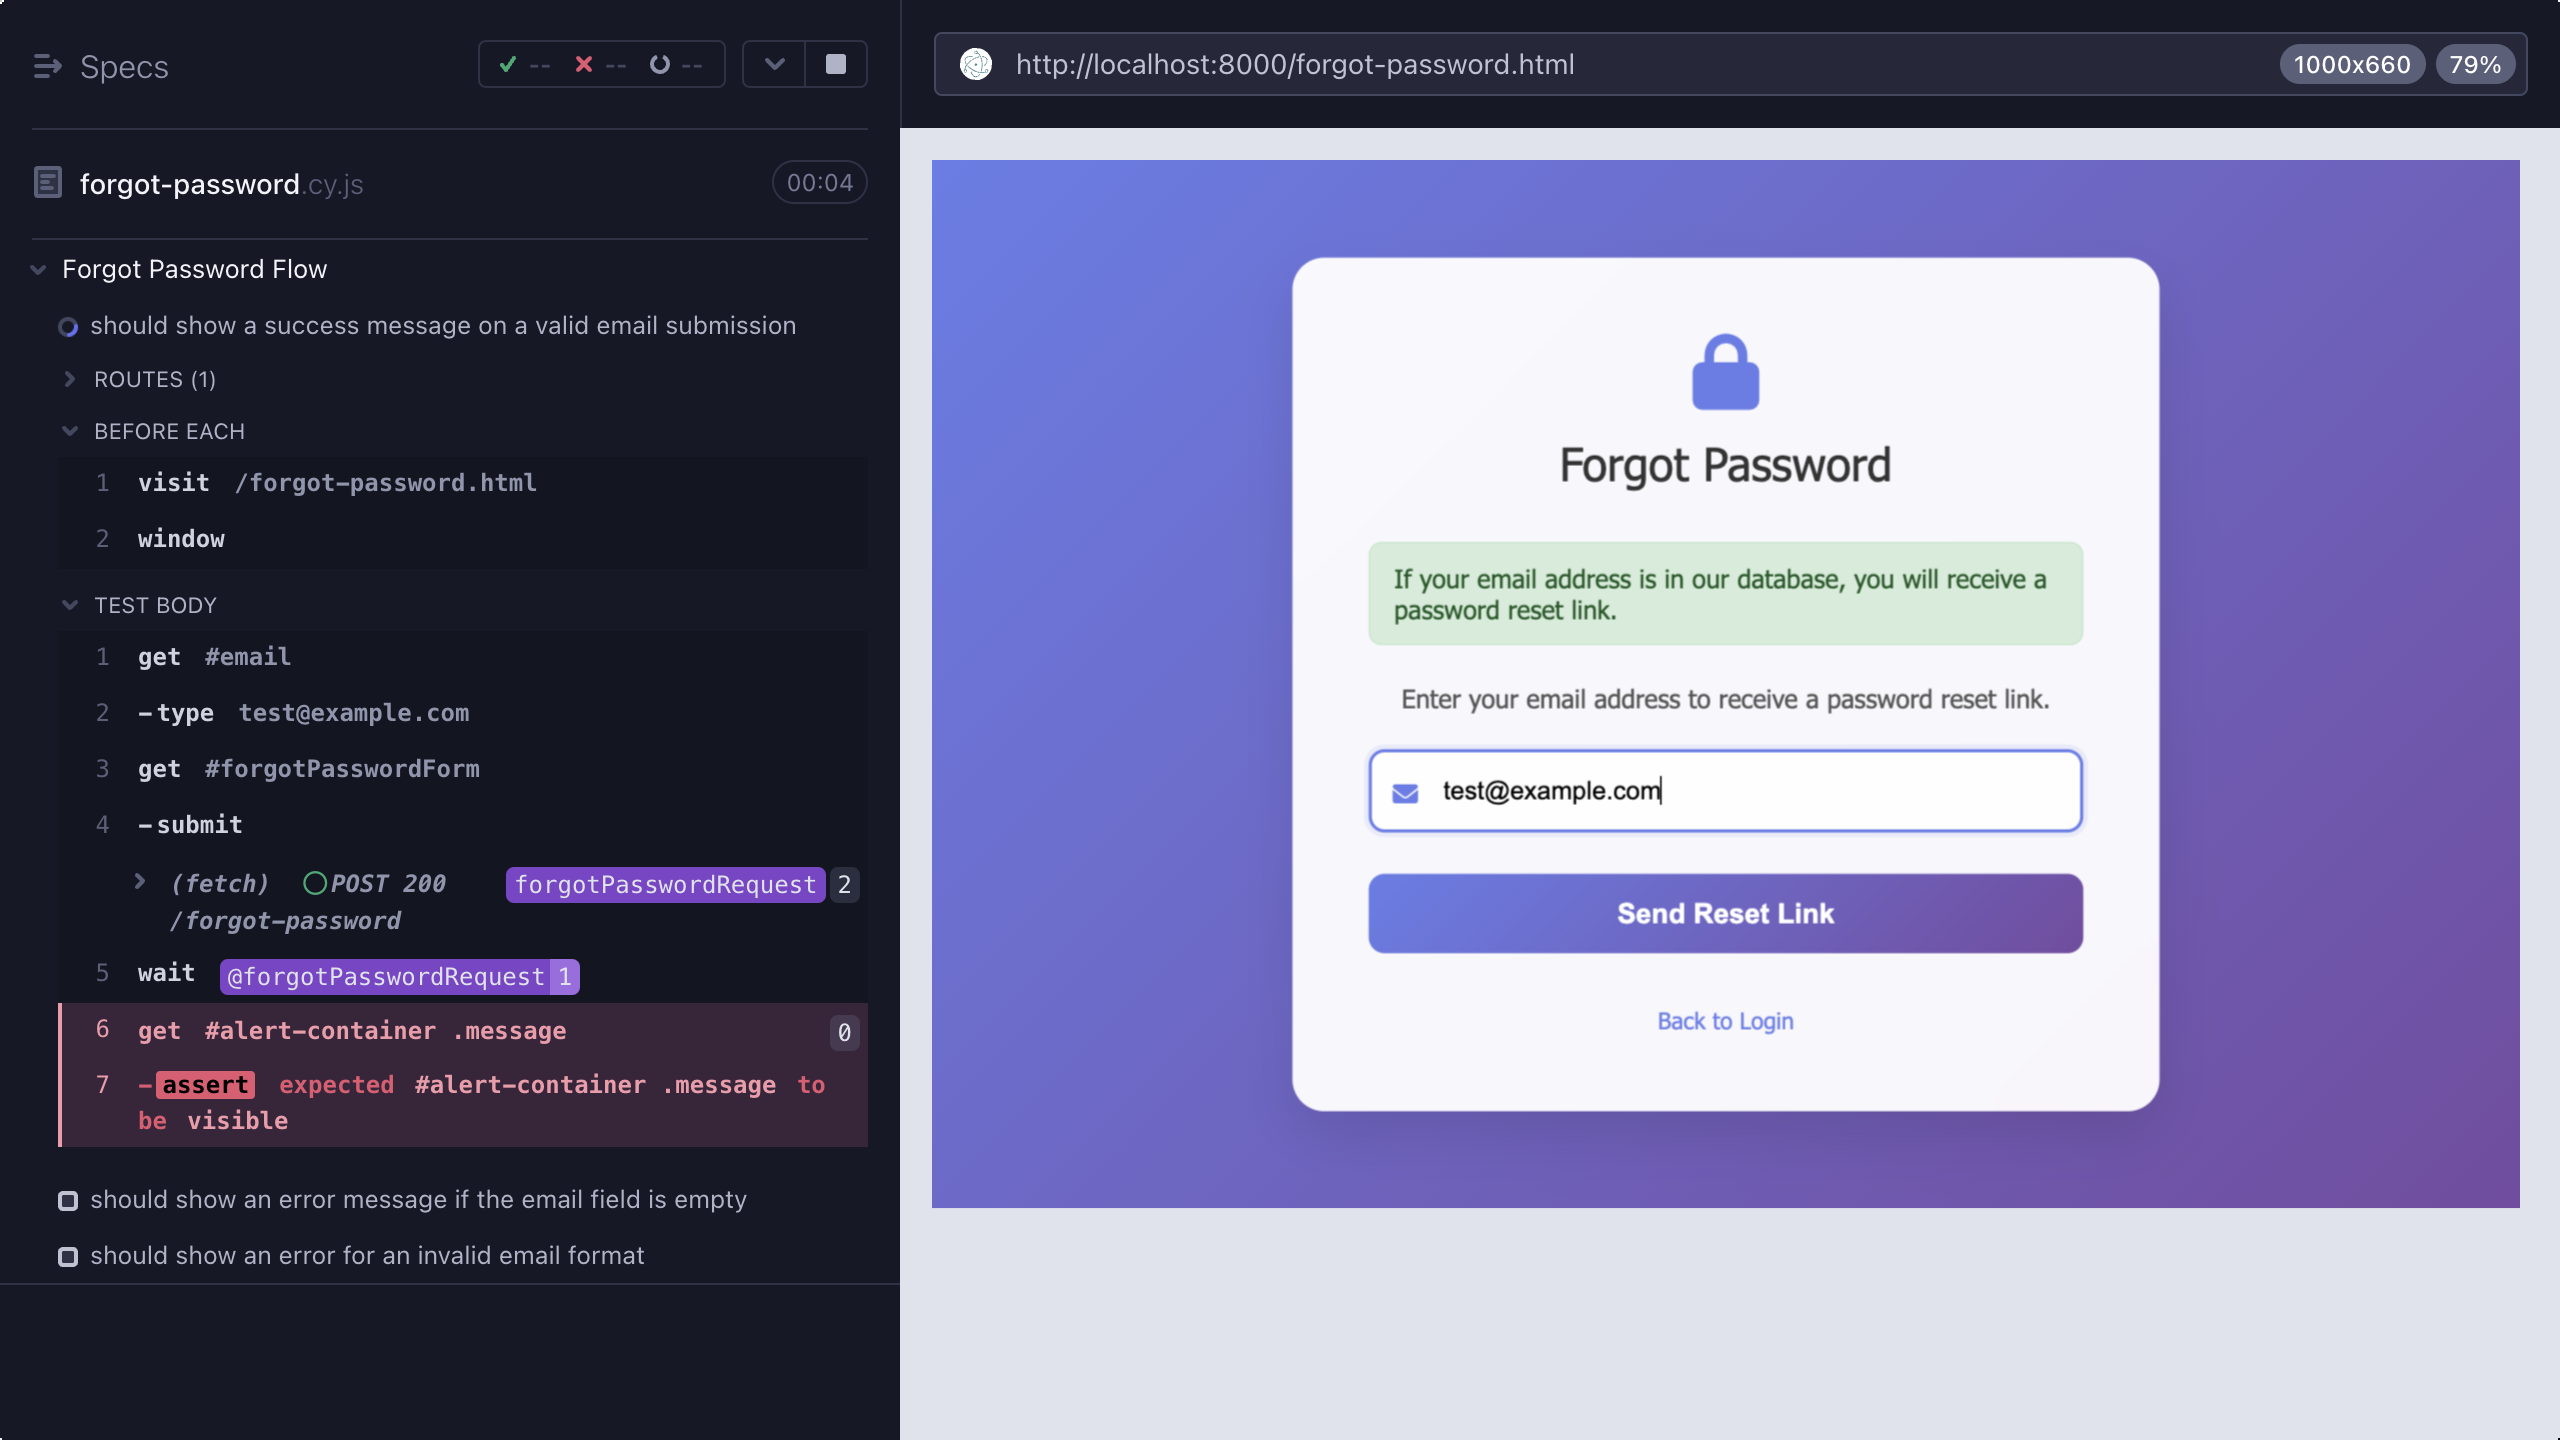 Specs
-- -- --
http://localhost:8000/forgot-password.html
1000x660
79%
forgot-password.cy.js
00:04
Forgot Password Flow
should show a success message on a valid email submission
ROUTES (1)
BEFORE EACH
1 visit /forgot-password.html
2 window
TEST BODY
1 get #email
2 -type test@example.com
3 get #forgotPasswordForm
4 -submit
(fetch) POST 200 forgotPasswordRequest 2
/forgot-password
5 wait @forgotPasswordRequest 1
6 get #alert-container .message 0
7 -assert expected #alert-container .message to
be visible
should show an error message if the email field is empty
should show an error for an invalid email format
Forgot Password
If your email address is in our database, you will receive a
password reset link.
Enter your email address to receive a password reset link.
test@example.com
Send Reset Link
Back to Login